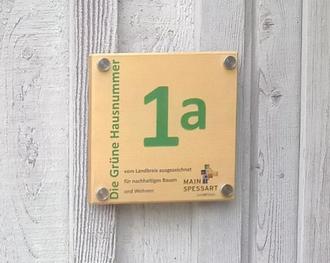 Die Grüne Hausnummer
1a
vom Landkreis ausgezeichnet
für nachhaltiges Bauen
und Wohnen
MAIN
SPESSART